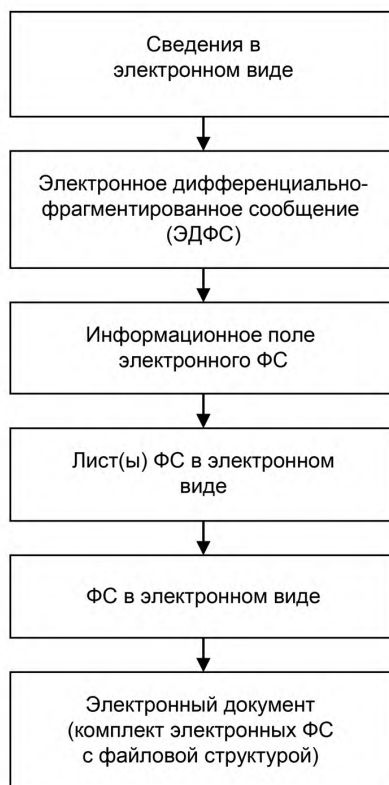 Сведения в
электронном виде
Электронное дифференциально-
фрагментированное сообщение
(ЭДФС)
Информационное поле
электронного ФС
Лист(ы) ФС в электронном
виде
ФС в электронном виде
Электронный документ
(комплект электронных ФС
с файловой структурой)